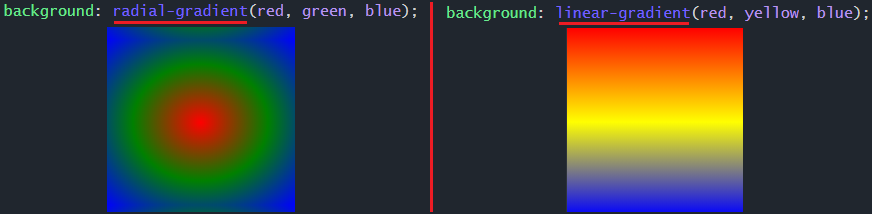 background: radial-gradient(red, green, blue);
background: linear-gradient(red, yellow, blue);